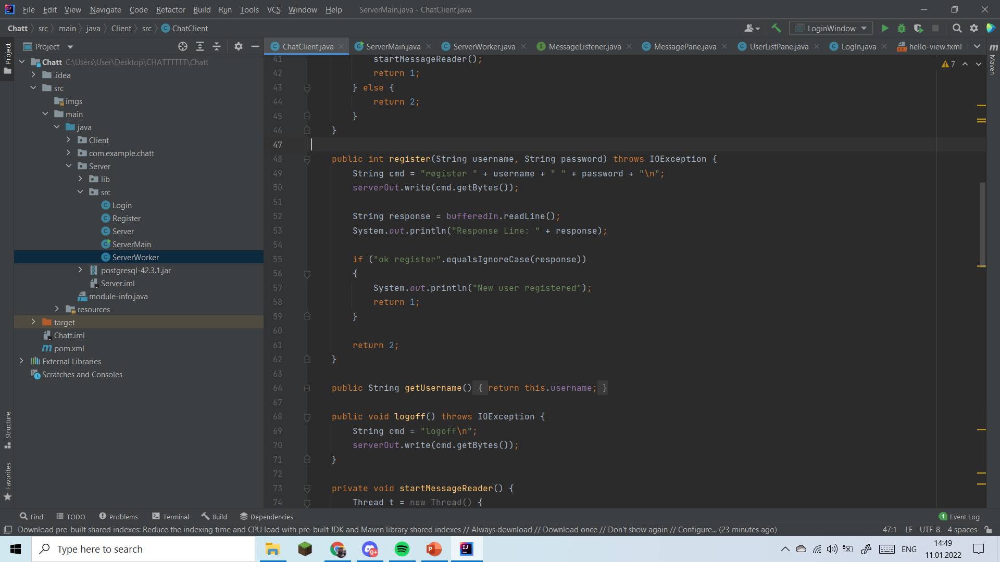 File Edit View Navigate Code Refactor Build Run Tools VCS Window Help ServerMain.java - ChatClient.java
Chatt src main java Client src ChatClient LoginWindow
Project
ChatClient.java ServerMain.java ServerWorker.java MessageListener.java MessagePane.java UserListPane.java LogIn.java hello-view.fxml
Project
Maven
Chatt C:\Users\User\Desktop\CHATTTTTT\Chatt
.idea
src
imgs
main
java
Client
com.example.chatt
Server
lib
src
Login
Register
Server
ServerMain
ServerWorker
postgresql-42.3.1.jar
Server.iml
module-info.java
resources
target
Chatt.iml
pom.xml
External Libraries
Scratches and Consoles
Structure
Favorites
7
41 startMessageReader();
42 return 1;
43 } else {
44 return 2;
45 }
46 }
47
48 public int register(String username, String password) throws IOException {
49 String cmd = "register " + username + " " + password + "\n";
50 serverOut.write(cmd.getBytes());
51
52 String response = bufferedIn.readLine();
53 System.out.println("Response Line: " + response);
54
55 if ("ok register".equalsIgnoreCase(response))
56 {
57 System.out.println("New user registered");
58 return 1;
59 }
60
61 return 2;
62 }
63
64 public String getUsername() { return this.username; }
67
68 public void logoff() throws IOException {
69 String cmd = "logoff\n";
70 serverOut.write(cmd.getBytes());
71 }
72
73 private void startMessageReader() {
74 Thread t = new Thread() {
Find TODO Problems Terminal Build Dependencies 1 Event Log
Download pre-built shared indexes: Reduce the indexing time and CPU load with pre-built JDK and Maven library shared indexes // Always download // Download once // Don't show again // Configure... (23 minutes ago) 47:1 LF UTF-8 4 spaces
Type here to search 9+ ENG 14:49
11.01.2022